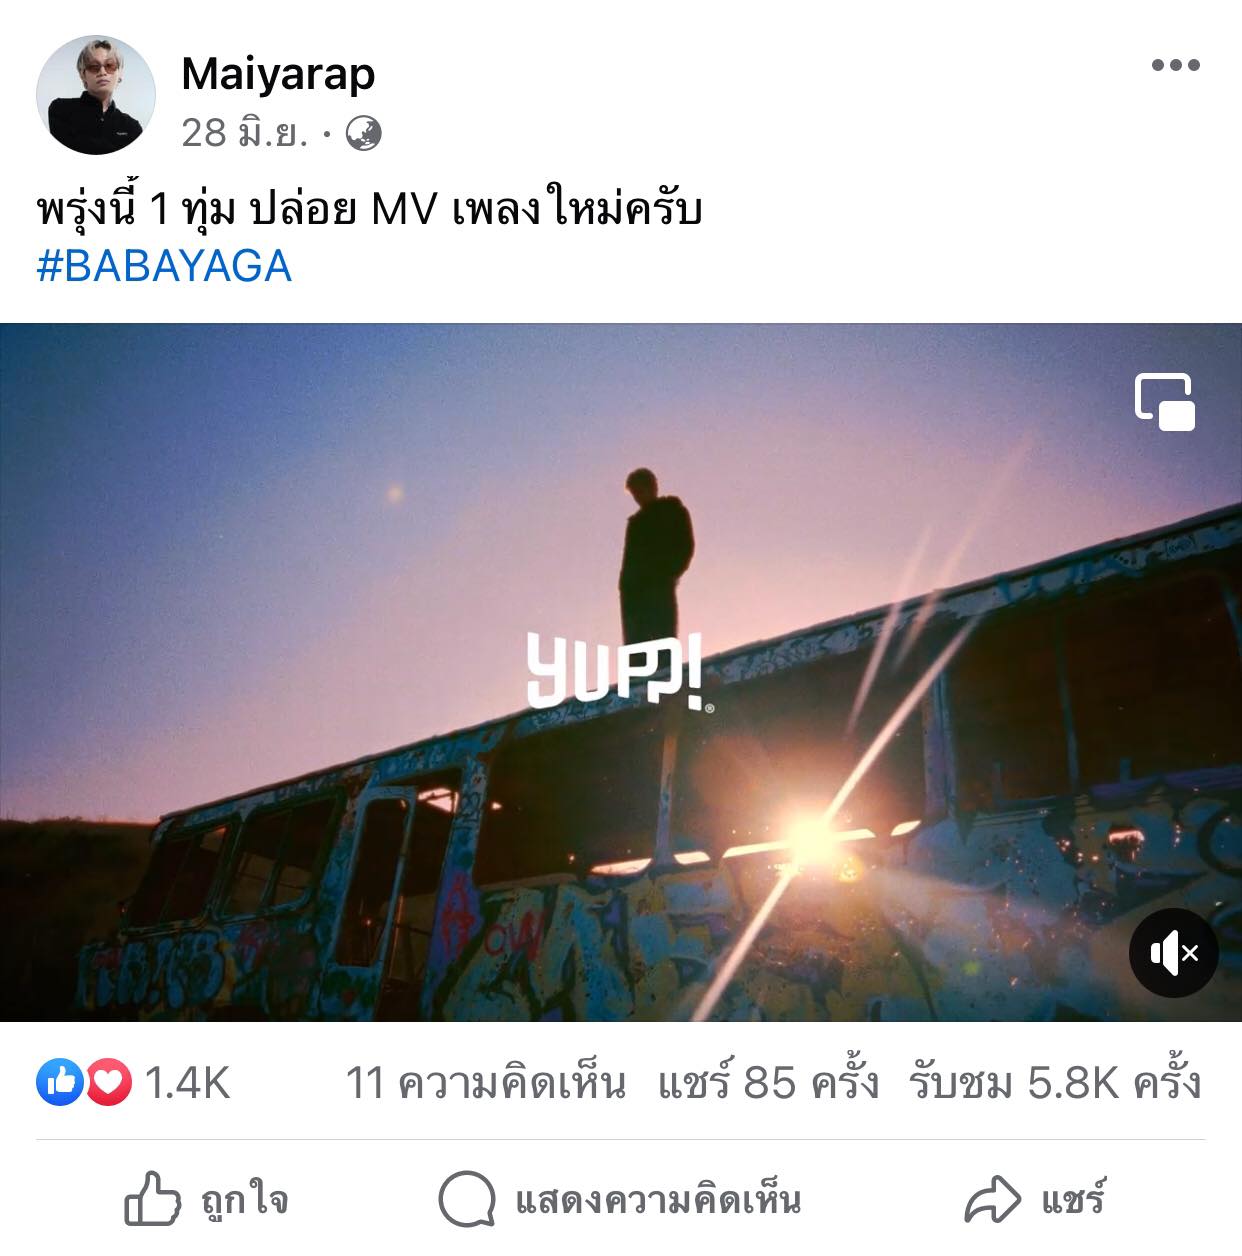 Maiyarap
28 มิ.ย. ·
พรุ่งนี้ 1 ทุ่ม ปล่อย MV เพลงใหม่ครับ
#BABAYAGA
YUPP!®
1.4K 11 ความคิดเห็น แชร์ 85 ครั้ง รับชม 5.8K ครั้ง
ถูกใจ แสดงความคิดเห็น แชร์